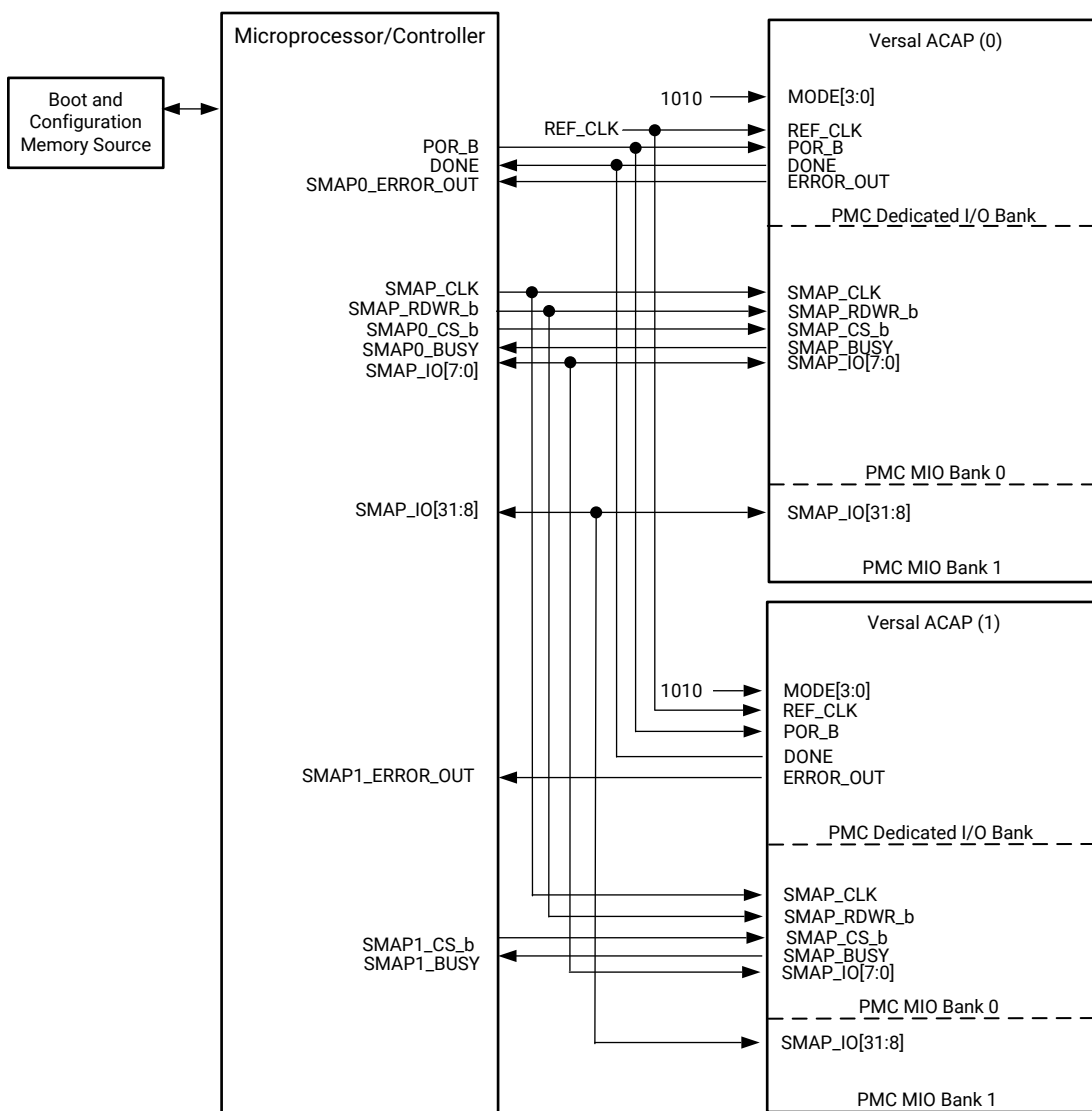 Microprocessor/Controller
Boot and
Configuration
Memory Source
POR_B
DONE
SMAP0_ERROR_OUT
SMAP_CLK
SMAP_RDWR_b
SMAP0_CS_b
SMAP0_BUSY
SMAP_IO[7:0]
SMAP_IO[31:8]
SMAP1_ERROR_OUT
SMAP1_CS_b
SMAP1_BUSY
REF_CLK
Versal ACAP (0)
1010
MODE[3:0]
REF_CLK
POR_B
DONE
ERROR_OUT
PMC Dedicated I/O Bank
SMAP_CLK
SMAP_RDWR_b
SMAP_CS_b
SMAP_BUSY
SMAP_IO[7:0]
PMC MIO Bank 0
SMAP_IO[31:8]
PMC MIO Bank 1
Versal ACAP (1)
1010
MODE[3:0]
REF_CLK
POR_B
DONE
ERROR_OUT
PMC Dedicated I/O Bank
SMAP_CLK
SMAP_RDWR_b
SMAP_CS_b
SMAP_BUSY
SMAP_IO[7:0]
PMC MIO Bank 0
SMAP_IO[31:8]
PMC MIO Bank 1